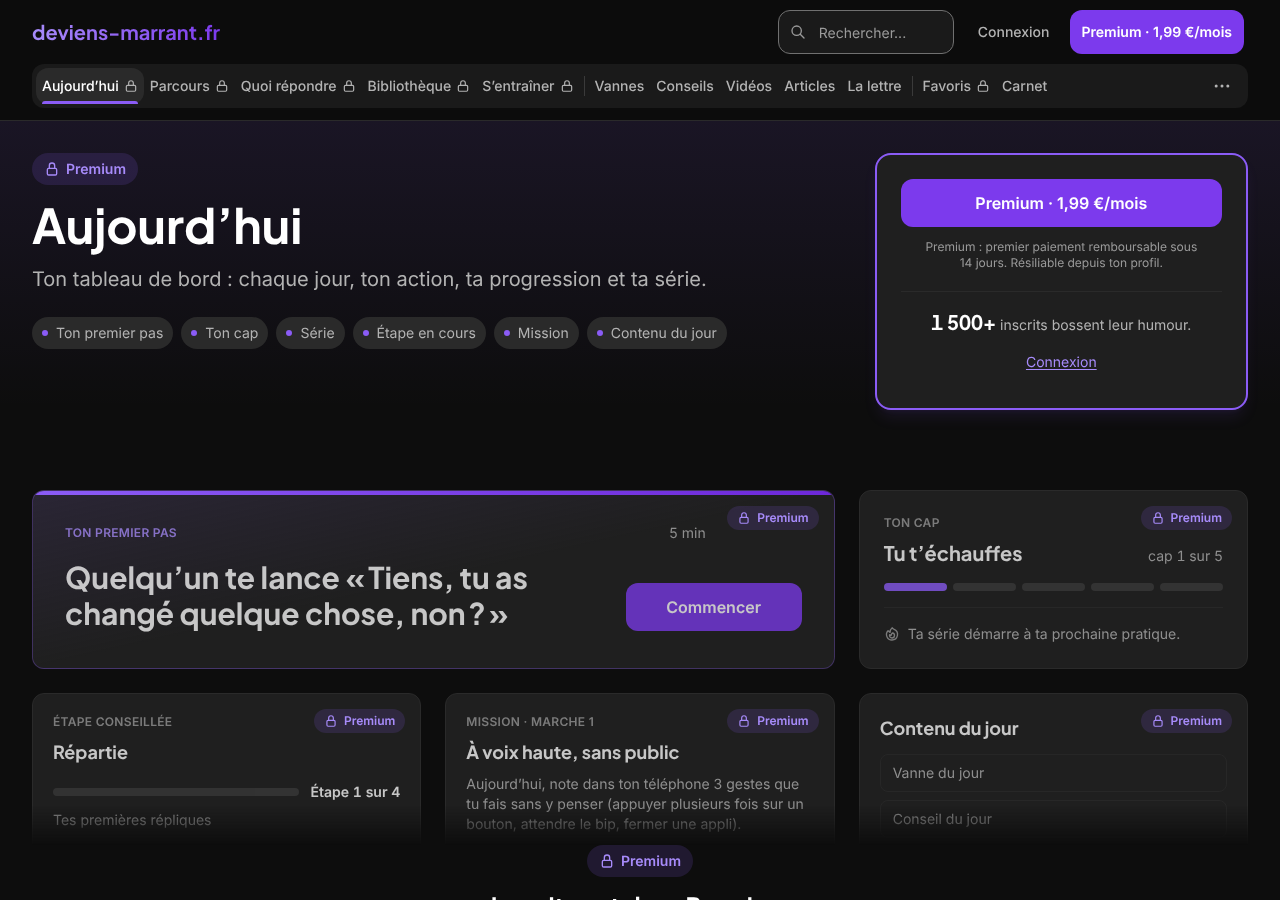 deviens-marrant.fr
Rechercher...
Connexion
Premium · 1,99 €/mois
Aujourd’hui
Parcours
Quoi répondre
Bibliothèque
S’entraîner
Vannes
Conseils
Vidéos
Articles
La lettre
Favoris
Carnet
Premium
Aujourd’hui
Ton tableau de bord : chaque jour, ton action, ta progression et ta série.
Ton premier pas
Ton cap
Série
Étape en cours
Mission
Contenu du jour
Premium · 1,99 €/mois
Premium : premier paiement remboursable sous
14 jours. Résiliable depuis ton profil.
1 500+ inscrits bossent leur humour.
Connexion
TON PREMIER PAS
5 min
Premium
Quelqu’un te lance « Tiens, tu as
changé quelque chose, non ? »
Commencer
TON CAP
Premium
Tu t’échauffes
cap 1 sur 5
Ta série démarre à ta prochaine pratique.
ÉTAPE CONSEILLÉE
Premium
Répartie
Étape 1 sur 4
Tes premières répliques
MISSION · MARCHE 1
Premium
À voix haute, sans public
Aujourd’hui, note dans ton téléphone 3 gestes que
tu fais sans y penser (appuyer plusieurs fois sur un
bouton, attendre le bip, fermer une appli).
Contenu du jour
Premium
Vanne du jour
Conseil du jour
Premium